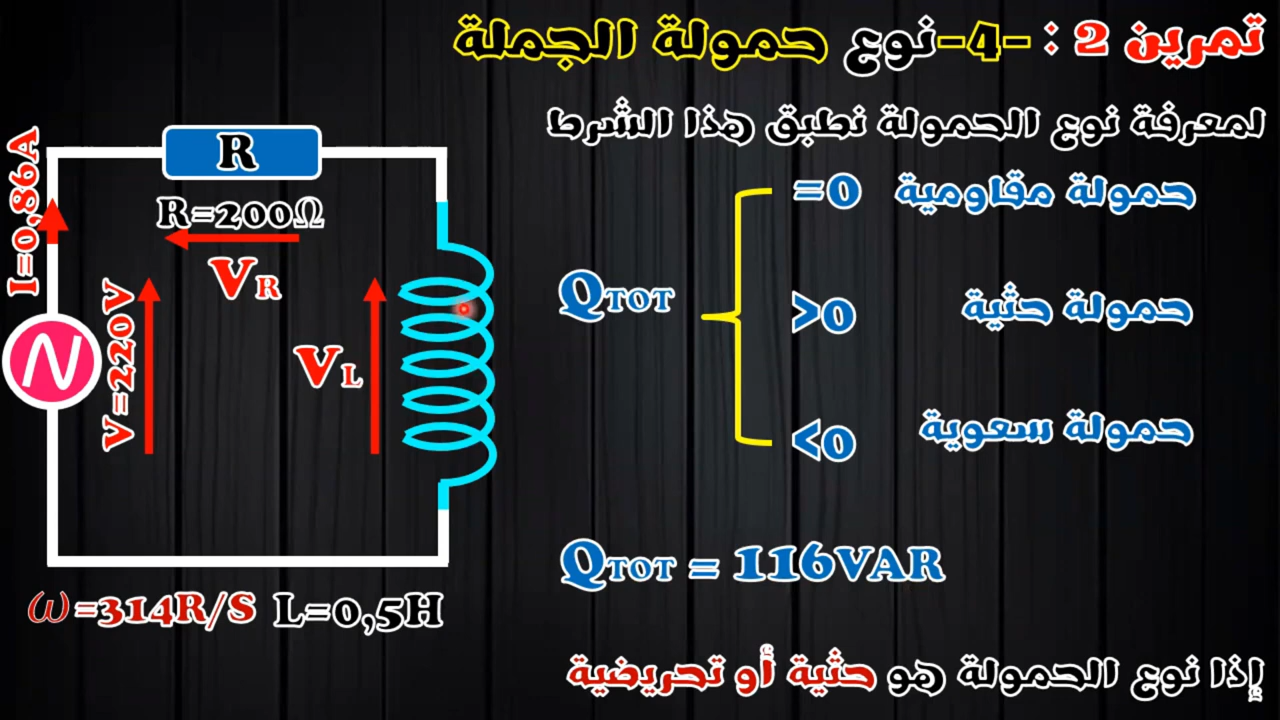 تمرين 2 : -4-نوع حمولة الجملة
لمعرفة نوع الحمولة نطبق هذا الشرط
=0 حمولة مقاومية
QTOT >0 حمولة حثية
<0 حمولة سعوية
QTOT = 116VAR
إذا نوع الحمولة هو حثية أو تحريضية
I=0,86A
R
R=200Ω
VR
V=220V
VL
N
ω=314R/S L=0,5H